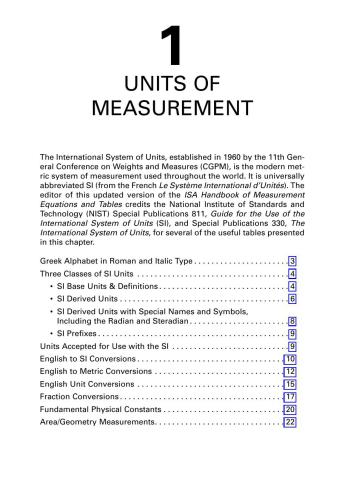 1
UNITS OF
MEASUREMENT
The International System of Units, established in 1960 by the 11th Gen-
eral Conference on Weights and Measures (CGPM), is the modern met-
ric system of measurement used throughout the world. It is universally
abbreviated SI (from the French Le Système International d'Unités). The
editor of this updated version of the ISA Handbook of Measurement
Equations and Tables credits the National Institute of Standards and
Technology (NIST) Special Publications 811, Guide for the Use of the
International System of Units (SI), and Special Publications 330, The
International System of Units, for several of the useful tables presented
in this chapter.
Greek Alphabet in Roman and Italic Type . . . . . . . . . . . . . . . . . . . . . . 3
Three Classes of SI Units . . . . . . . . . . . . . . . . . . . . . . . . . . . . . . . . . . 4
• SI Base Units & Definitions . . . . . . . . . . . . . . . . . . . . . . . . . . . . . . 4
• SI Derived Units . . . . . . . . . . . . . . . . . . . . . . . . . . . . . . . . . . . . . . 6
• SI Derived Units with Special Names and Symbols,
Including the Radian and Steradian . . . . . . . . . . . . . . . . . . . . . . . 8
• SI Prefixes . . . . . . . . . . . . . . . . . . . . . . . . . . . . . . . . . . . . . . . . . . . 9
Units Accepted for Use with the SI . . . . . . . . . . . . . . . . . . . . . . . . . . . 9
English to SI Conversions . . . . . . . . . . . . . . . . . . . . . . . . . . . . . . . . . . 10
English to Metric Conversions . . . . . . . . . . . . . . . . . . . . . . . . . . . . . . 12
English Unit Conversions . . . . . . . . . . . . . . . . . . . . . . . . . . . . . . . . . . 15
Fraction Conversions . . . . . . . . . . . . . . . . . . . . . . . . . . . . . . . . . . . . . . 17
Fundamental Physical Constants . . . . . . . . . . . . . . . . . . . . . . . . . . . . 20
Area/Geometry Measurements. . . . . . . . . . . . . . . . . . . . . . . . . . . . . . 22